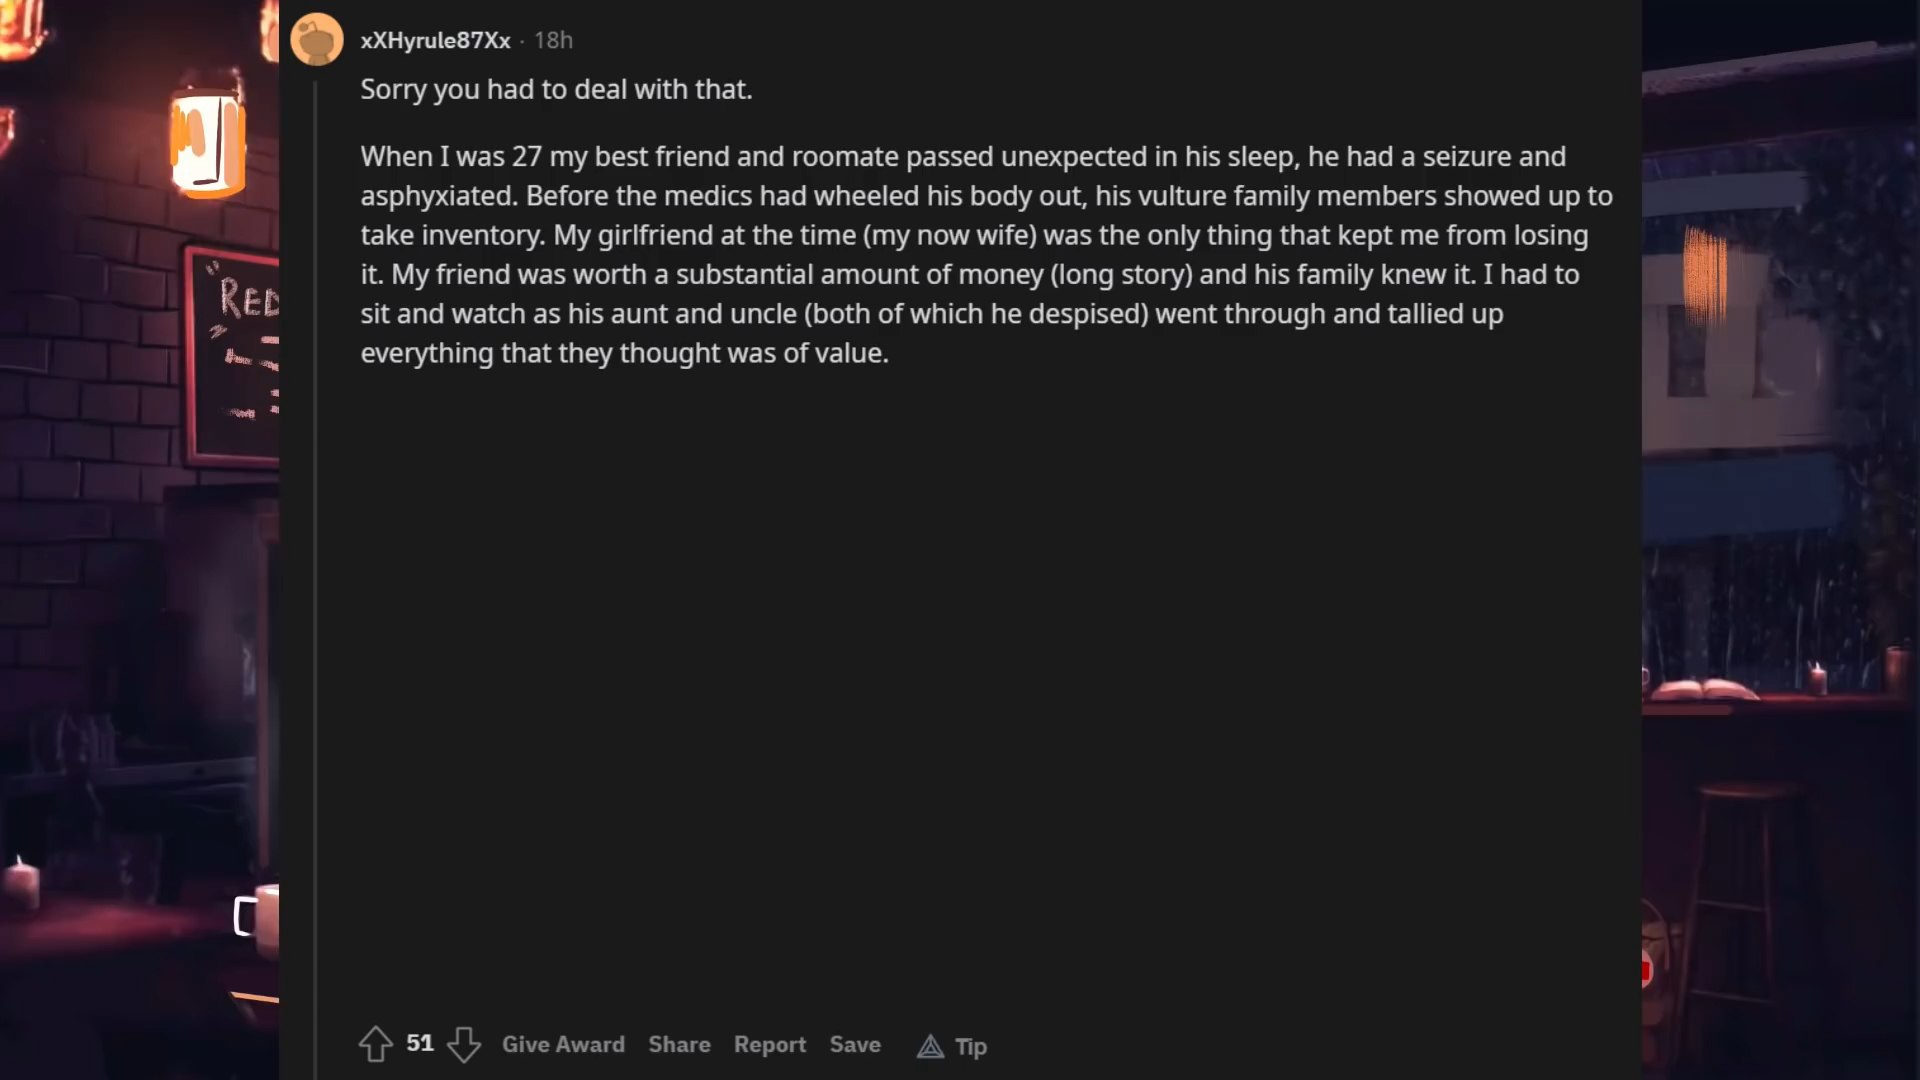 xXHyrule87Xx · 18h
Sorry you had to deal with that.
When I was 27 my best friend and roomate passed unexpected in his sleep, he had a seizure and
asphyxiated. Before the medics had wheeled his body out, his vulture family members showed up to
take inventory. My girlfriend at the time (my now wife) was the only thing that kept me from losing
it. My friend was worth a substantial amount of money (long story) and his family knew it. I had to
sit and watch as his aunt and uncle (both of which he despised) went through and tallied up
everything that they thought was of value.
RED
51 Give Award Share Report Save Tip